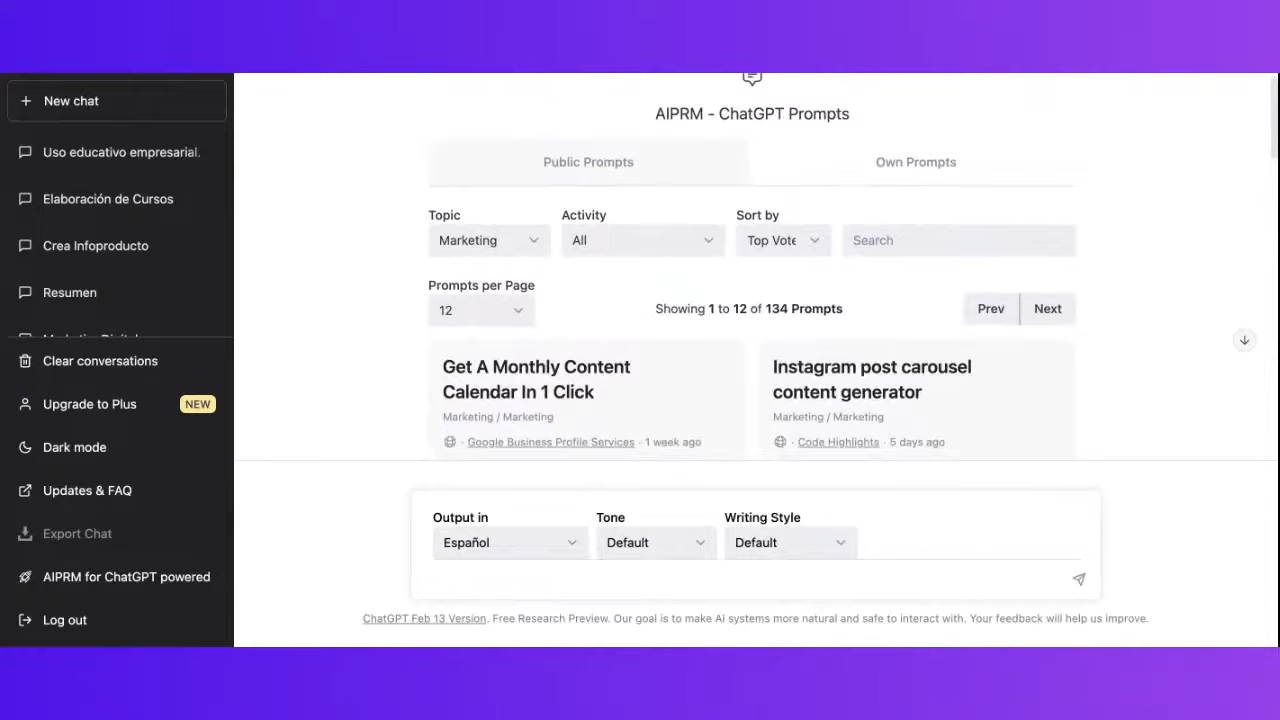 New chat
Uso educativo empresarial.
Elaboración de Cursos
Crea Infoproducto
Resumen
Clear conversations
Upgrade to Plus NEW
Dark mode
Updates & FAQ
Export Chat
AIPRM for ChatGPT powered
Log out
AIPRM - ChatGPT Prompts
Public Prompts Own Prompts
Topic Activity Sort by
Marketing All Top Vote Search
Prompts per Page
12 Showing 1 to 12 of 134 Prompts Prev Next
Get A Monthly Content
Calendar In 1 Click
Marketing / Marketing
· Google Business Profile Services · 1 week ago
Instagram post carousel
content generator
Marketing / Marketing
· Code Highlights · 5 days ago
Output in Tone Writing Style
Español Default Default
ChatGPT Feb 13 Version. Free Research Preview. Our goal is to make AI systems more natural and safe to interact with. Your feedback will help us improve.